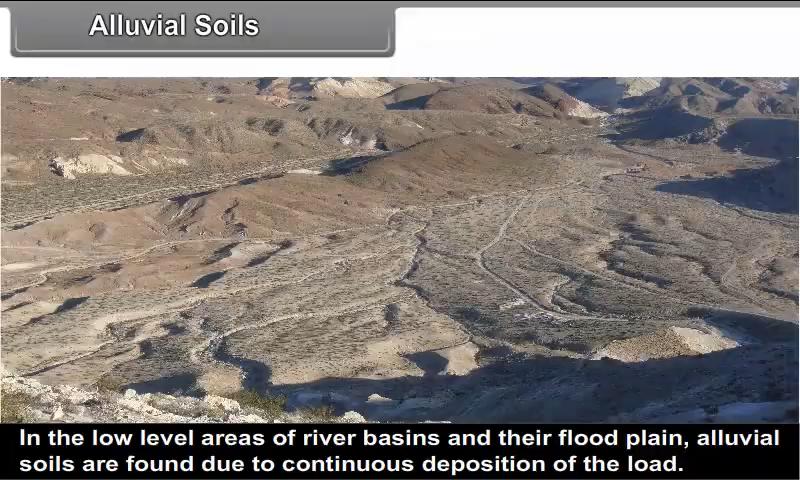 Alluvial Soils
In the low level areas of river basins and their flood plain, alluvial
soils are found due to continuous deposition of the load.